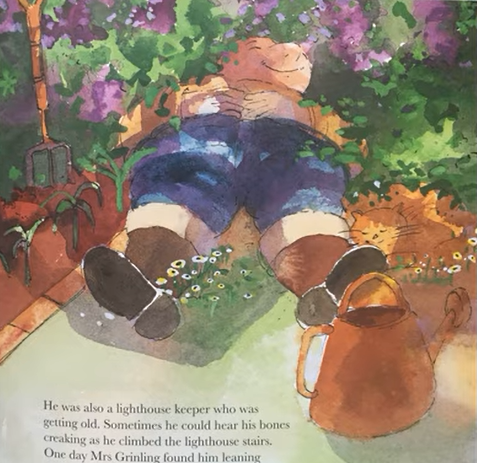 He was also a lighthouse keeper who was
getting old. Sometimes he could hear his bones
creaking as he climbed the lighthouse stairs.
One day Mrs Grinling found him leaning